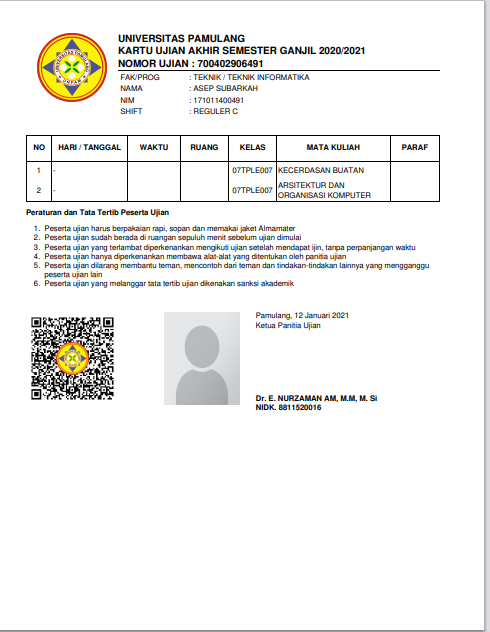 UNIVERSITAS PAMULANG
KARTU UJIAN AKHIR SEMESTER GANJIL 2020/2021
NOMOR UJIAN : 700402906491
FAK/PROG : TEKNIK / TEKNIK INFORMATIKA
NAMA : ASEP SUBARKAH
NIM : 171011400491
SHIFT : REGULER C
NO HARI / TANGGAL WAKTU RUANG KELAS MATA KULIAH PARAF
1 - 07TPLE007 KECERDASAN BUATAN
2 - 07TPLE007 ARSITEKTUR DAN
ORGANISASI KOMPUTER
Peraturan dan Tata Tertib Peserta Ujian
1. Peserta ujian harus berpakaian rapi, sopan dan memakai jaket Almamater
2. Peserta ujian sudah berada di ruangan sepuluh menit sebelum ujian dimulai
3. Peserta ujian yang terlambat diperkenankan mengikuti ujian setelah mendapat ijin, tanpa perpanjangan waktu
4. Peserta ujian hanya diperkenankan membawa alat-alat yang ditentukan oleh panitia ujian
5. Peserta ujian dilarang membantu teman, mencontoh dari teman dan tindakan-tindakan lainnya yang mengganggu
peserta ujian lain
6. Peserta ujian yang melanggar tata tertib ujian dikenakan sanksi akademik
Pamulang, 12 Januari 2021
Ketua Panitia Ujian
Dr. E. NURZAMAN AM, M.M, M. Si
NIDK. 8811520016